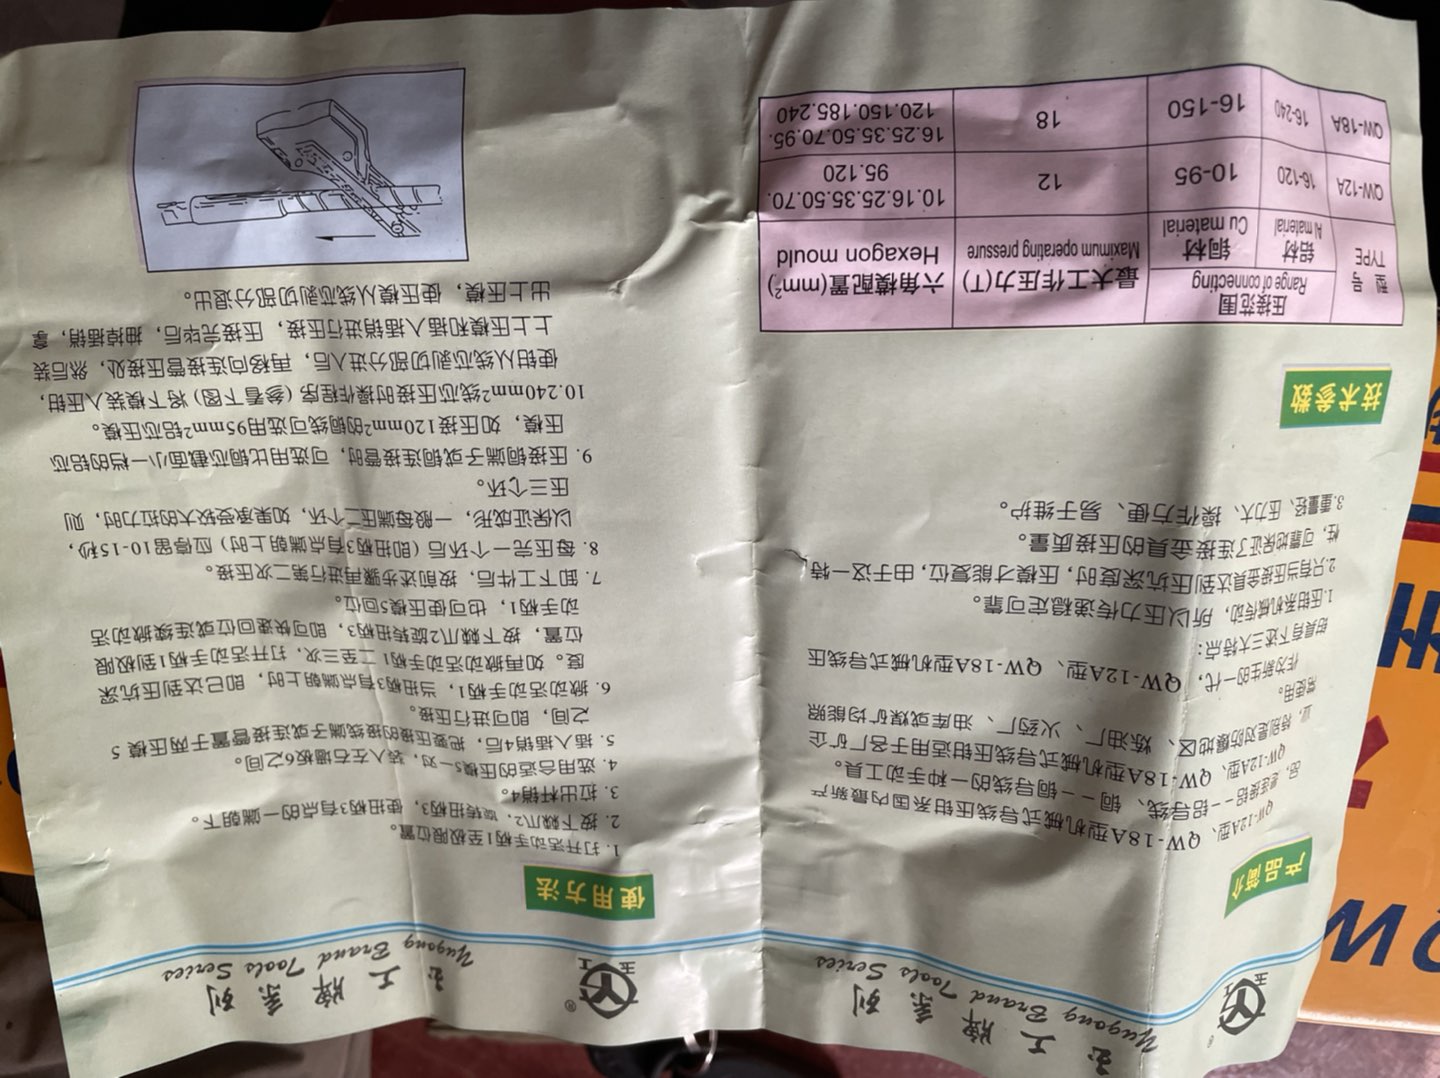 玉工牌系列
Yugong Brand Tools Series
玉工
产品简介
QW-12A型、QW-18A型机械式导线压钳系国内最新产
品,是连接铝--铝导线、铜--铜导线的一种手动工具。
QW-12A型、QW-18A型机械式导线压钳适用于各厂矿企
业,特别是对防爆地区、炼油厂、火药厂、油库或煤矿均能照
常使用。
作为新生的一代,QW-12A型、QW-18A型机械式导线压
钳具有下述三大特点:
1.压钳系机械传动,所以压力传递稳定可靠。
2.只有当压接金具达到压坑深度时,压模才能复位,由于这一特
性,可靠地保证了连接金具的压接质量。
3.重量轻、压力大、操作方便、易于维护。
技术参数
型号 TYPE
压接范围
Range of connecting
铝材
Al material
铜材
Cu material
最大工作压力(T)
Maximum operating pressure
六角模配置(mm²)
Hexagon mould
QW-12A 16-120 10-95 12 10.16.25.35.50.70.
95.120
QW-18A 16-240 16-150 18 16.25.35.50.70.95.
120.150.185.240
玉工牌系列
Yugong Brand Tools Series
玉工
®
使用方法
1. 打开活动手柄1至极限位置。
2. 按下棘爪2,旋转扭柄3,使扭柄3有点的一端朝下。
3. 拉出杆销4。
4. 选用合适的压模5一对,装入左右墙板6之间。
5. 插入插销4后,把要压接的接线端子或连接管置于两压模5
之间,即可进行压接。
6. 掀动活动手柄1,当扭柄3有点端朝上时,即已达到压坑深
度。如再掀动活动手柄1二至三次,打开活动手柄1到极限
位置,按下棘爪2旋转扭柄3,即可快速回位或连续掀动活
动手柄1,也可使压模5回位。
7. 卸下工件后,按前述步骤再进行第二次压接。
8. 每压完一个环后(即扭柄3有点端朝上时)应停留10-15秒,
以保证成形,一般每端压二个环,如果承受较大的拉力时,则
压三个环。
9. 压接铜端子或铜连接管时,可选用比铜芯截面小一档的铝芯
压模,如压接120mm²的铜线可选用95mm²铝芯压模。
10.240mm²线芯压接时操作程序(参看下图)将下模装入压钳,
使钳从线芯剥切部分进入后,再移向连接管压接处,然后装
上上压模和插入插销进行压接,压接完毕后,抽掉插销,拿
出上压模,使压模从线芯剥切部分退出。
QW